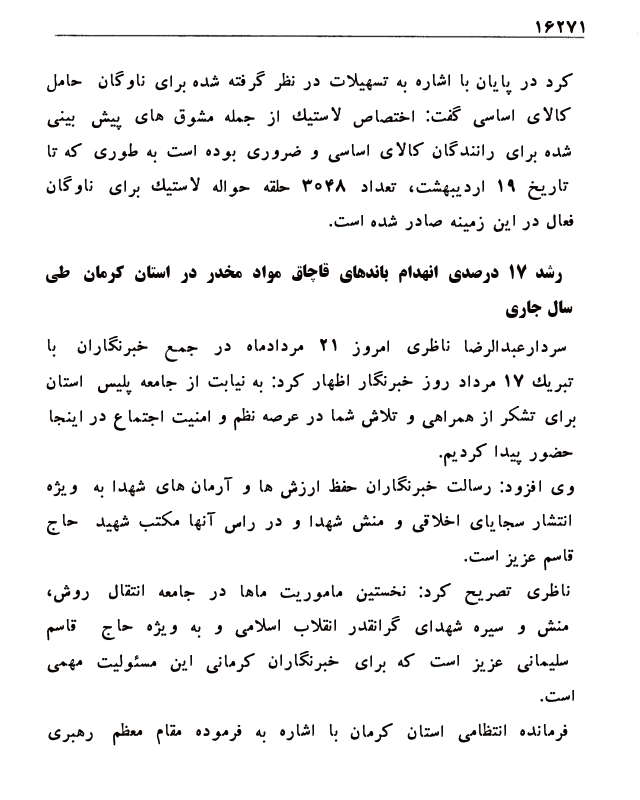 ۱۶۲۷۱
کرد در پایان با اشاره به تسهیلات در نظر گرفته شده برای ناوگان حامل
کالای اساسی گفت: اختصاص لاستیک از جمله مشوق های پیش بینی
شده برای رانندگان کالای اساسی و ضروری بوده است به طوری که تا
تاریخ ۱۹ اردیبهشت، تعداد ۳۰۴۸ حلقه حواله لاستیک برای ناوگان
فعال در این زمینه صادر شده است.
رشد ۱۷ درصدی انهدام باندهای قاچاق مواد مخدر در استان کرمان طی
سال جاری
سردارعبدالرضا ناظری امروز ۲۱ مردادماه در جمع خبرنگاران با
تبریک ۱۷ مرداد روز خبرنگار اظهار کرد: به نیابت از جامعه پلیس استان
برای تشکر از همراهی و تلاش شما در عرصه نظم و امنیت اجتماع در اینجا
حضور پیدا کردیم.
وی افزود: رسالت خبرنگاران حفظ ارزش ها و آرمان های شهدا به ویژه
انتشار سجایای اخلاقی و منش شهدا و در راس آنها مکتب شهید حاج
قاسم عزیز است.
ناظری تصریح کرد: نخستین ماموریت ماها در جامعه انتقال روش،
منش و سیره شهدای گرانقدر انقلاب اسلامی و به ویژه حاج قاسم
سلیمانی عزیز است که برای خبرنگاران کرمانی این مسئولیت مهمی
است.
فرمانده انتظامی استان کرمان با اشاره به فرموده مقام معظم رهبری